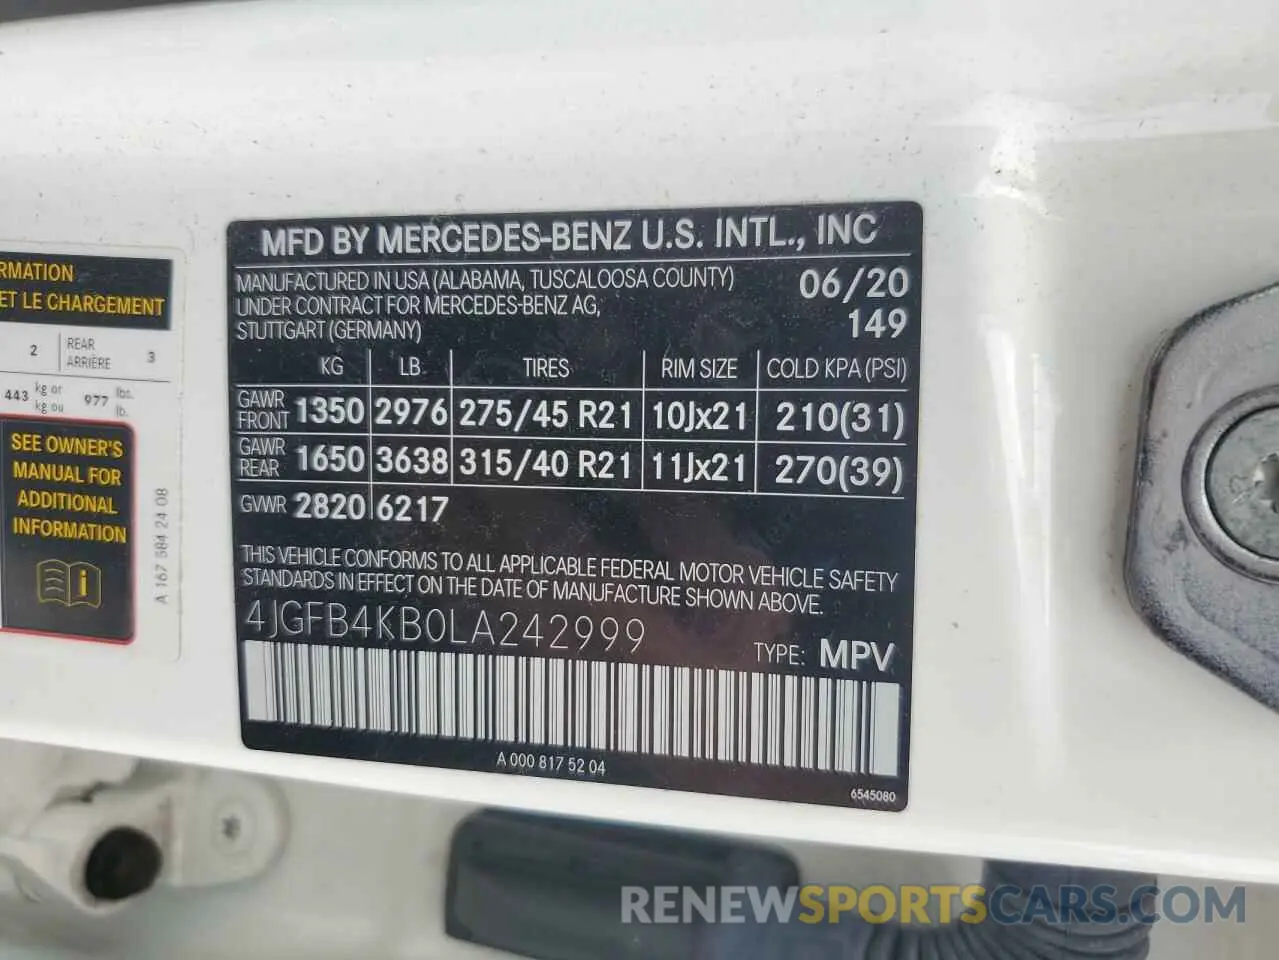 RMATION
ET LE CHARGEMENT
2 REAR ARRIÈRE 3
443 kg or kg ou 977 lbs. lb.
SEE OWNER'S
MANUAL FOR
ADDITIONAL
INFORMATION
A 167 584 24 08
MFD BY MERCEDES-BENZ U.S. INTL., INC
MANUFACTURED IN USA (ALABAMA, TUSCALOOSA COUNTY) 06/20
UNDER CONTRACT FOR MERCEDES-BENZ AG,
STUTTGART (GERMANY) 149
KG LB TIRES RIM SIZE COLD KPA (PSI)
GAWR FRONT 1350 2976 275/45 R21 10Jx21 210(31)
GAWR REAR 1650 3638 315/40 R21 11Jx21 270(39)
GVWR 2820 6217
THIS VEHICLE CONFORMS TO ALL APPLICABLE FEDERAL MOTOR VEHICLE SAFETY
STANDARDS IN EFFECT ON THE DATE OF MANUFACTURE SHOWN ABOVE.
4JGFB4KB0LA242999
TYPE: MPV
A 000 817 52 04
6545080
RENEWSPORTSCARS.COM